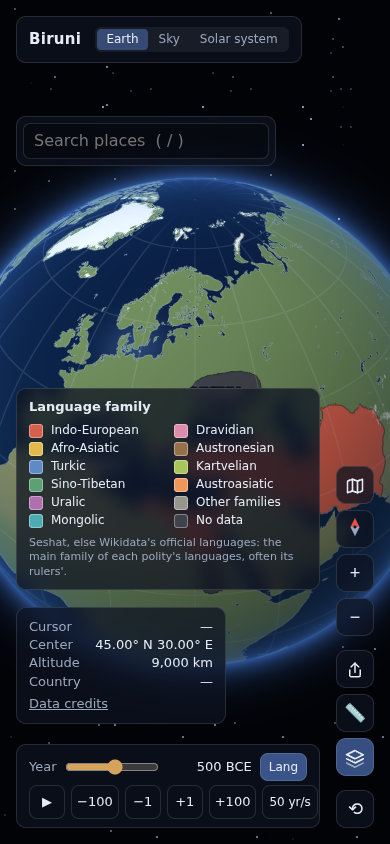 Biruni Earth Sky Solar system
Search places ( / )
Language family
Indo-European Dravidian
Afro-Asiatic Austronesian
Turkic Kartvelian
Sino-Tibetan Austroasiatic
Uralic Other families
Mongolic No data
Seshat, else Wikidata's official languages: the
main family of each polity's languages, often its
rulers'.
Cursor —
Center 45.00° N 30.00° E
Altitude 9,000 km
Country —
Data credits
Year 500 BCE Lang
−100 −1 +1 +100 50 yr/s
+
−